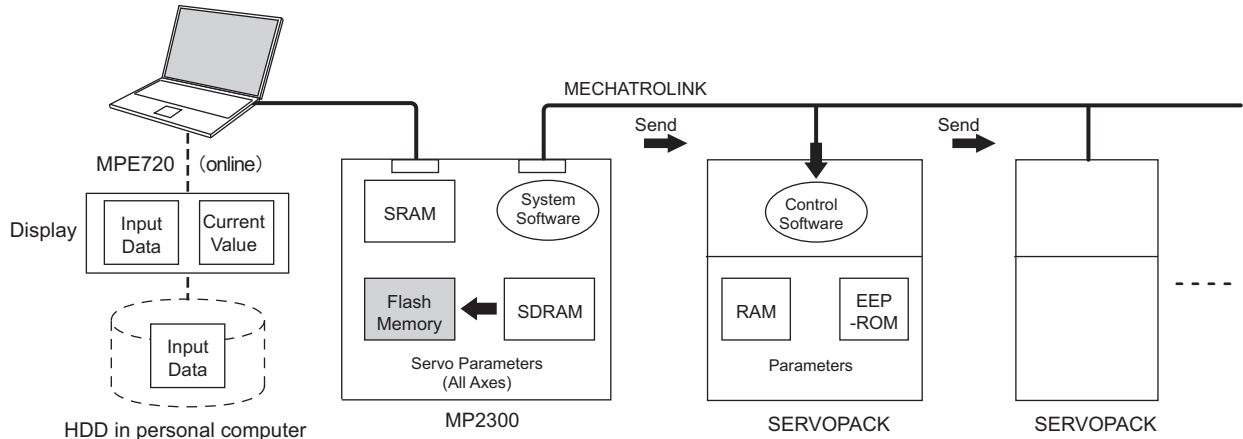 MECHATROLINK
Send
Send
MPE720 (online)
Display
Input
Data
Current
Value
Input
Data
HDD in personal computer
SRAM
System
Software
Flash
Memory
SDRAM
Servo Parameters
(All Axes)
MP2300
Control
Software
RAM
EEP
-ROM
Parameters
SERVOPACK
SERVOPACK